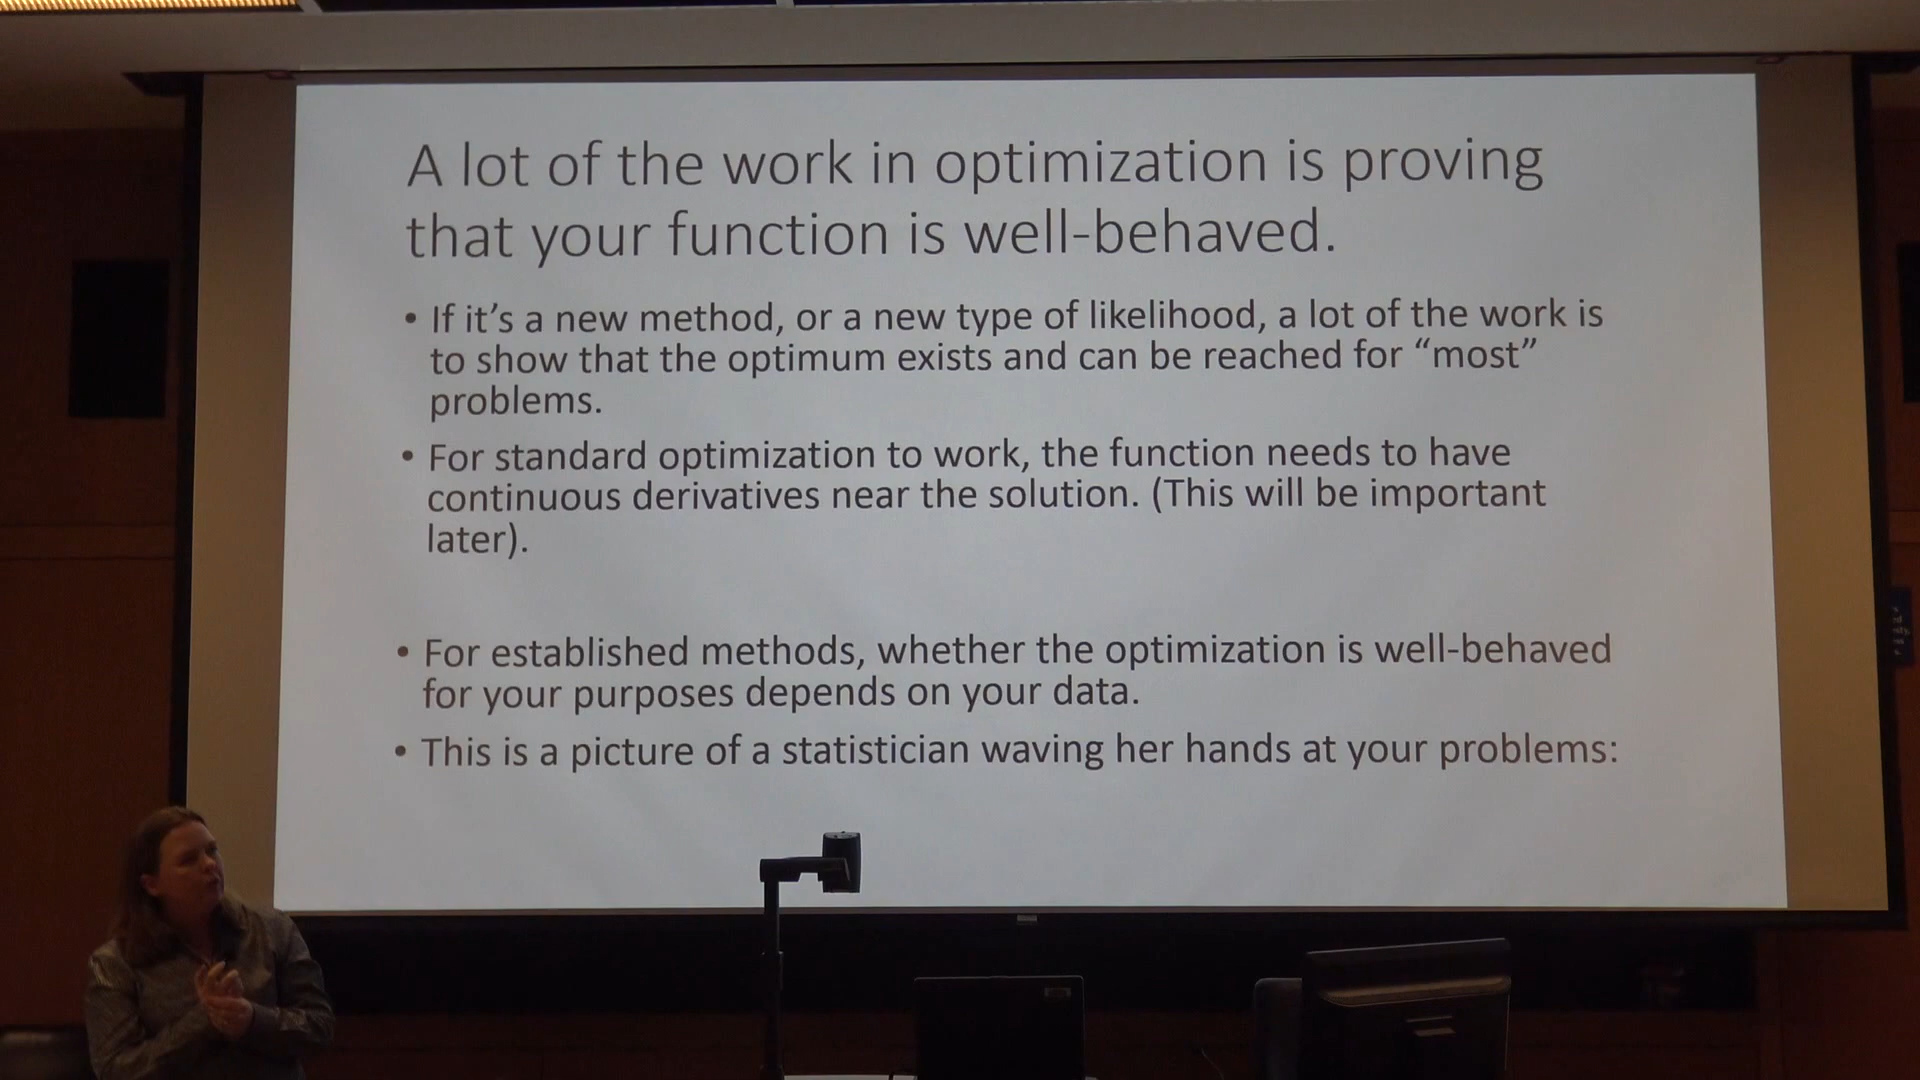 A lot of the work in optimization is proving
that your function is well-behaved.
• If it’s a new method, or a new type of likelihood, a lot of the work is
to show that the optimum exists and can be reached for “most”
problems.
• For standard optimization to work, the function needs to have
continuous derivatives near the solution. (This will be important
later).
• For established methods, whether the optimization is well-behaved
for your purposes depends on your data.
• This is a picture of a statistician waving her hands at your problems: